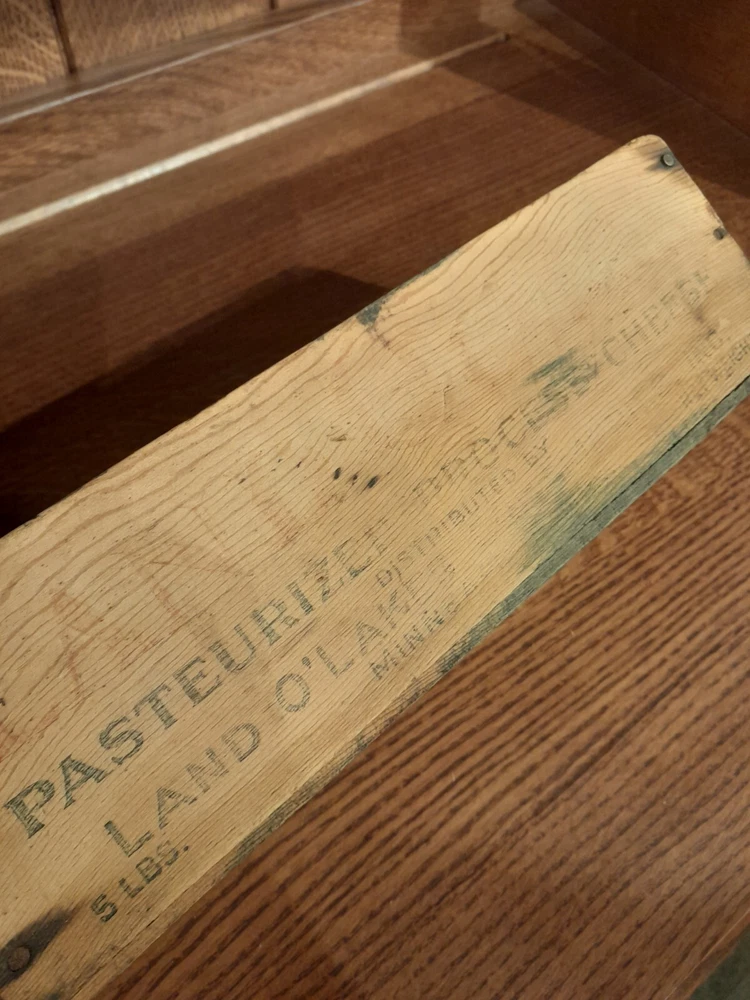 PASTEURIZED PROCESS CHEESE
DISTRIBUTED BY
LAND O'LAKES
MINN.
5 LBS.